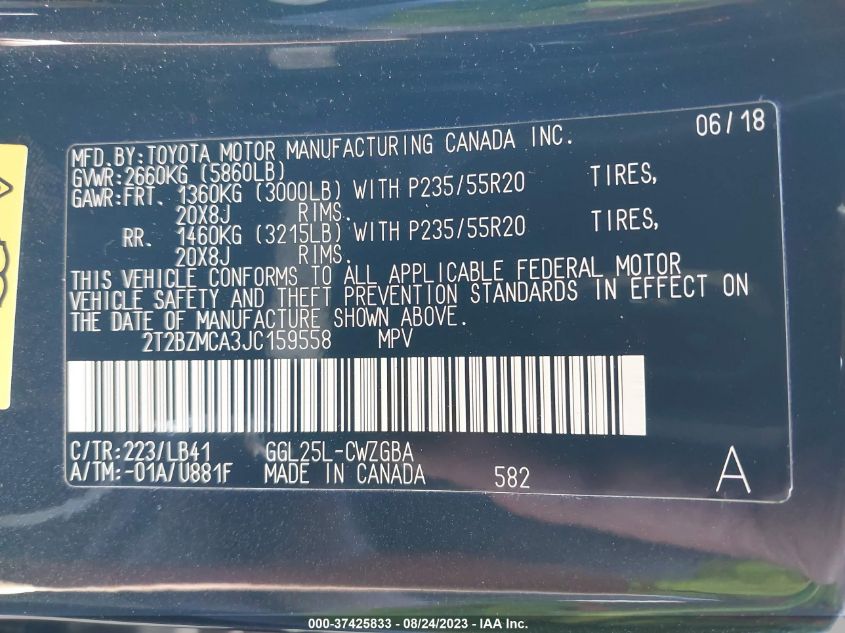 06/18
MFD. BY: TOYOTA MOTOR MANUFACTURING CANADA INC.
GVWR: 2660KG (5860LB)
GAWR: FRT. 1360KG (3000LB) WITH P235/55R20 TIRES,
20X8J RIMS.
RR. 1460KG (3215LB) WITH P235/55R20 TIRES,
20X8J RIMS.
THIS VEHICLE CONFORMS TO ALL APPLICABLE FEDERAL MOTOR
VEHICLE SAFETY AND THEFT PREVENTION STANDARDS IN EFFECT ON
THE DATE OF MANUFACTURE SHOWN ABOVE.
2T2BZMCA3JC159558 MPV
C/TR: 223/LB41 GGL25L-CWZGBA
A/TM: -01A/U881F MADE IN CANADA 582 A
000-37425833 - 08/24/2023 - IAA Inc.